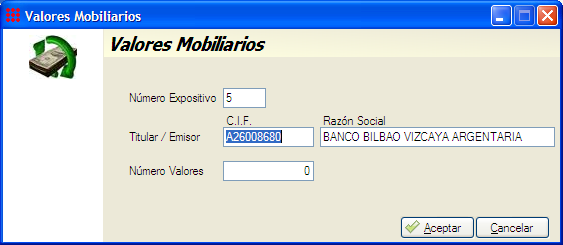 Valores Mobiliarios
Valores Mobiliarios
Número Expositivo 5
C.I.F. Razón Social
Titular / Emisor A26008680 BANCO BILBAO VIZCAYA ARGENTARIA
Número Valores 0
Aceptar Cancelar